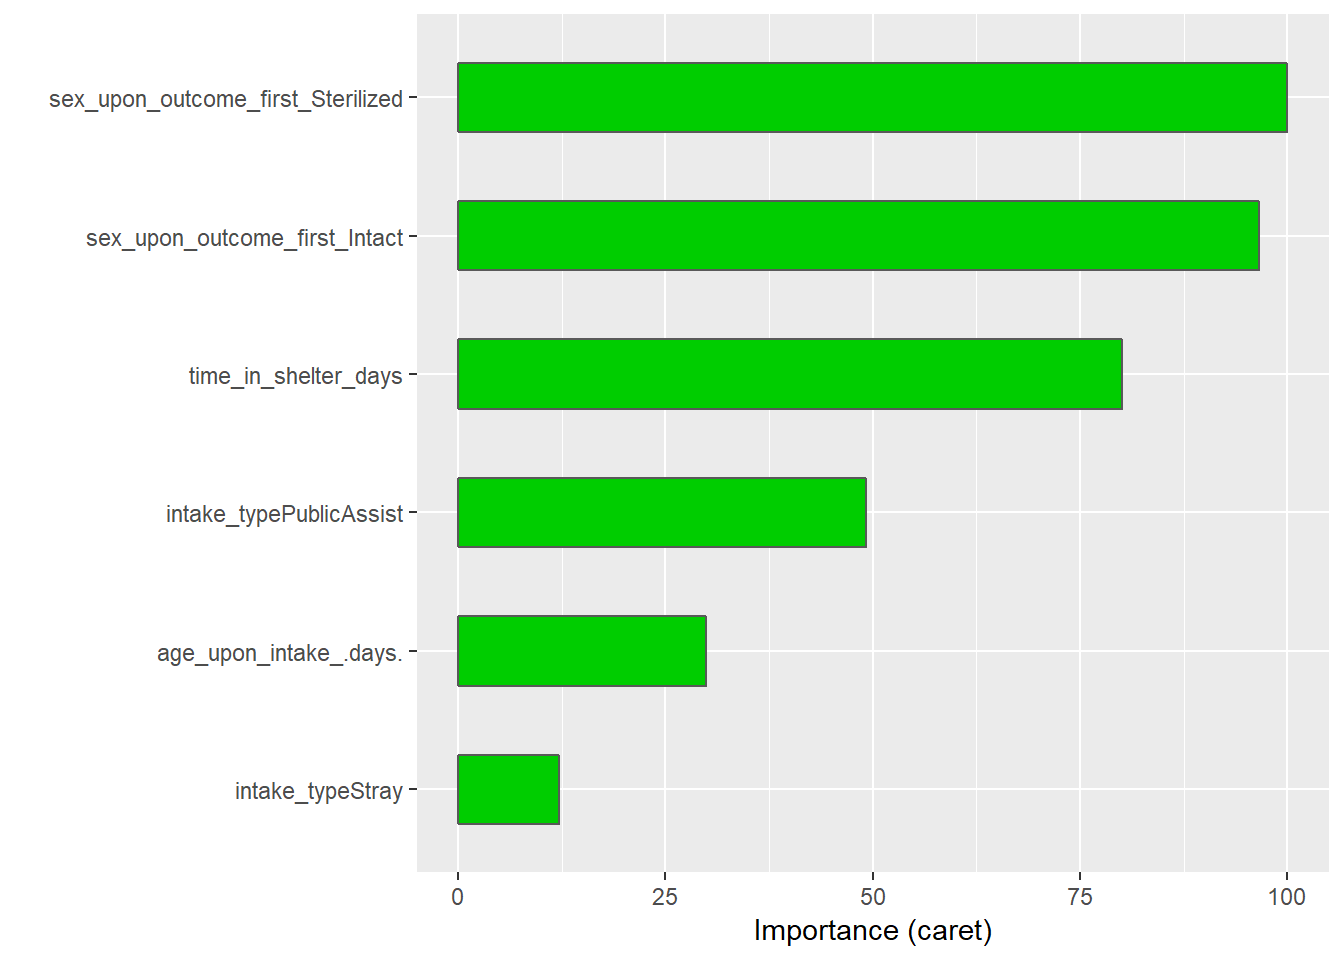 sex_upon_outcome_first_Sterilized
sex_upon_outcome_first_Intact
time_in_shelter_days
intake_typePublicAssist
age_upon_intake_.days.
intake_typeStray
0 25 50 75 100
Importance (caret)